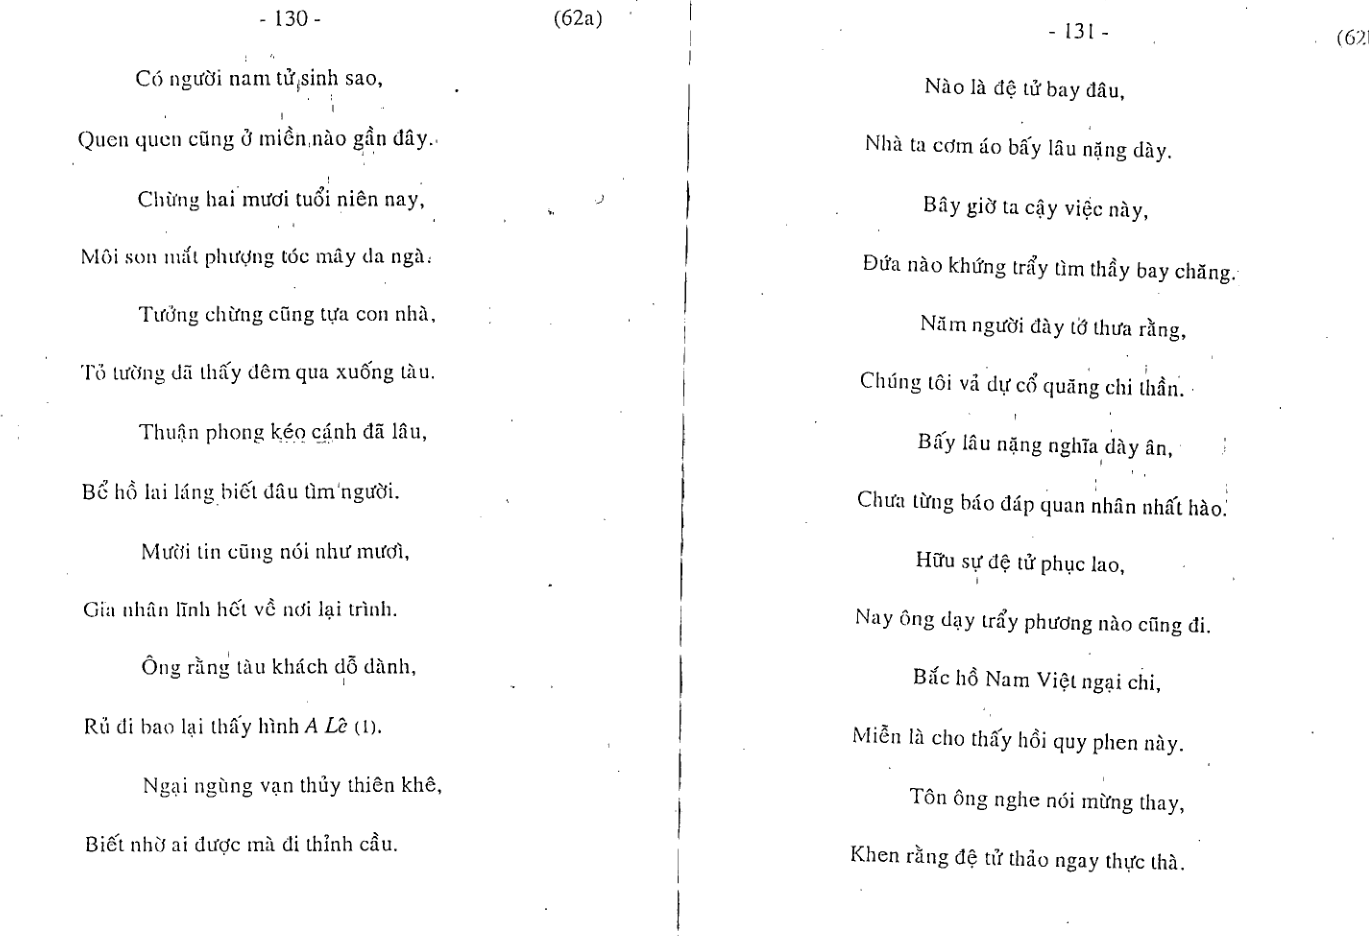 - 130 -
(62a)
Có người nam tử sinh sao,
Quen quen cũng ở miền nào gần đây.
Chừng hai mươi tuổi niên nay,
Môi son mắt phượng tóc mây da ngà.
Tưởng chừng cũng tựa con nhà,
Tỏ tường đã thấy đêm qua xuống tàu.
Thuận phong kéo cánh đã lâu,
Bể hồ lai láng biết đâu tìm người.
Mười tin cũng nói như mười,
Gia nhân lĩnh hết về nơi lại trình.
Ông rằng tàu khách dỗ dành,
Rủ đi bao lại thấy hình A Lê (1).
Ngại ngùng vạn thủy thiên khê,
Biết nhờ ai được mà đi thỉnh cầu.
- 131 -
(62
Nào là đệ tử bay đâu,
Nhà ta cơm áo bấy lâu nặng dày.
Bây giờ ta cậy việc này,
Đứa nào khứng trẩy tìm thầy bay chăng.
Năm người đày tớ thưa rằng,
Chúng tôi vả dự cổ quăng chi thần.
Bấy lâu nặng nghĩa dày ân,
Chưa từng báo đáp quan nhân nhất hào.
Hữu sự đệ tử phục lao,
Nay ông dạy trẩy phương nào cũng đi.
Bắc hồ Nam Việt ngại chi,
Miễn là cho thấy hồi quy phen này.
Tôn ông nghe nói mừng thay,
Khen rằng đệ tử thảo ngay thực thà.